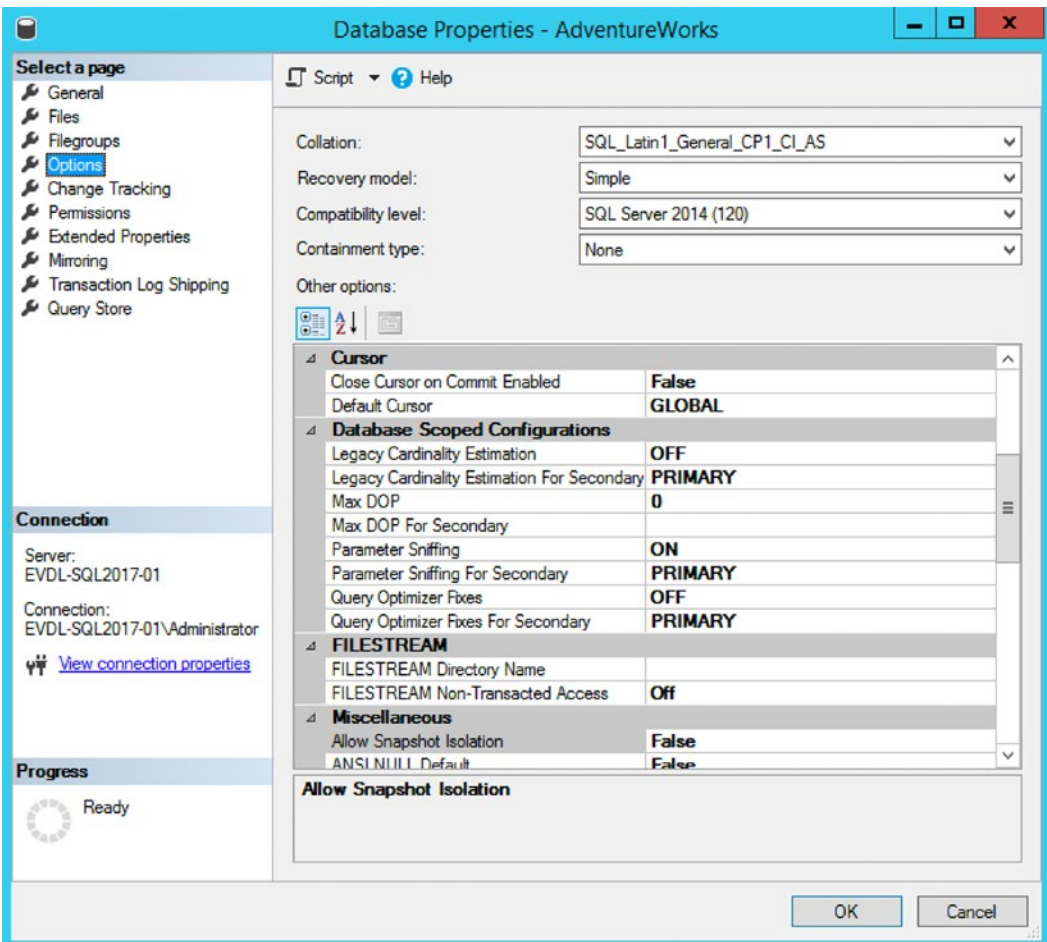 Database Properties - AdventureWorks
Select a page
General
Files
Filegroups
Options
Change Tracking
Permissions
Extended Properties
Mirroring
Transaction Log Shipping
Query Store
Connection
Server:
EVDL-SQL2017-01
Connection:
EVDL-SQL2017-01\Administrator
View connection properties
Progress
Ready
Script Help
Collation: SQL_Latin1_General_CP1_CI_AS
Recovery model: Simple
Compatibility level: SQL Server 2014 (120)
Containment type: None
Other options:
Cursor
Close Cursor on Commit Enabled False
Default Cursor GLOBAL
Database Scoped Configurations
Legacy Cardinality Estimation OFF
Legacy Cardinality Estimation For Secondary PRIMARY
Max DOP 0
Max DOP For Secondary
Parameter Sniffing ON
Parameter Sniffing For Secondary PRIMARY
Query Optimizer Fixes OFF
Query Optimizer Fixes For Secondary PRIMARY
FILESTREAM
FILESTREAM Directory Name
FILESTREAM Non-Transacted Access Off
Miscellaneous
Allow Snapshot Isolation False
ANSI NULL Default False
Allow Snapshot Isolation
OK Cancel